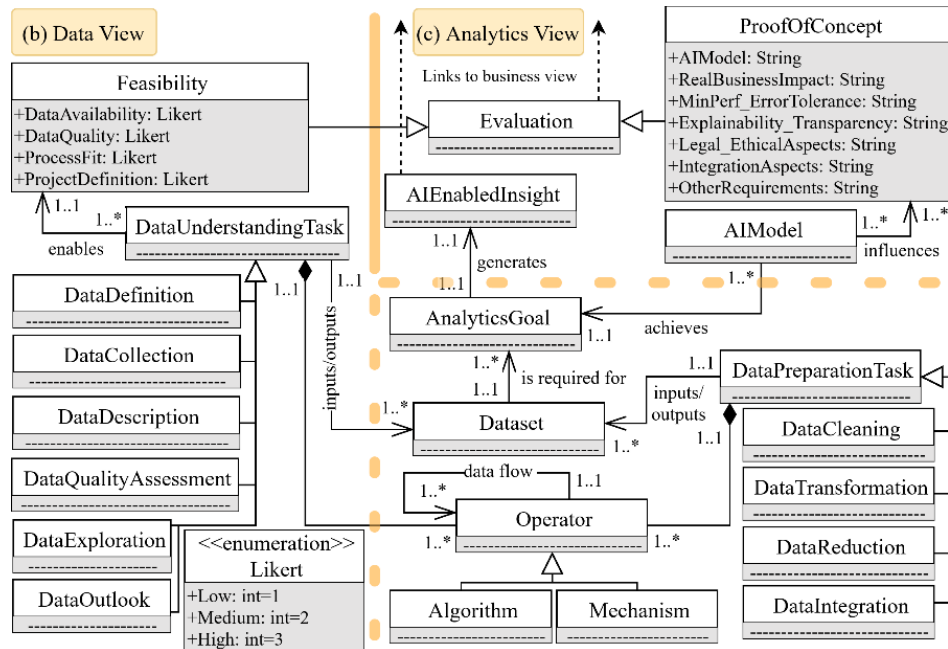 (b) Data View
(c) Analytics View
Links to business view
Feasibility
+DataAvailability: Likert
+DataQuality: Likert
+ProcessFit: Likert
+ProjectDefinition: Likert
Evaluation
ProofOfConcept
+AIModel: String
+RealBusinessImpact: String
+MinPerf_ErrorTolerance: String
+Explainability_Transparency: String
+Legal_EthicalAspects: String
+IntegrationAspects: String
+OtherRequirements: String
1..1
1..*
enables
DataUnderstandingTask
AIEnabledInsight
1..1
generates
1..1
AIModel
1..*
1..*
influences
1..*
1..1
1..1
DataDefinition
DataCollection
DataDescription
DataQualityAssessment
DataExploration
DataOutlook
inputs/outputs
1..*
AnalyticsGoal
1..1
achieves
1..*
is required for
1..1
Dataset
1..*
inputs/
outputs
1..1
DataPreparationTask
1..1
DataCleaning
DataTransformation
DataReduction
DataIntegration
data flow
1..*
1..1
Operator
1..*
1..*
Algorithm
Mechanism
<<enumeration>>
Likert
+Low: int=1
+Medium: int=2
+High: int=3